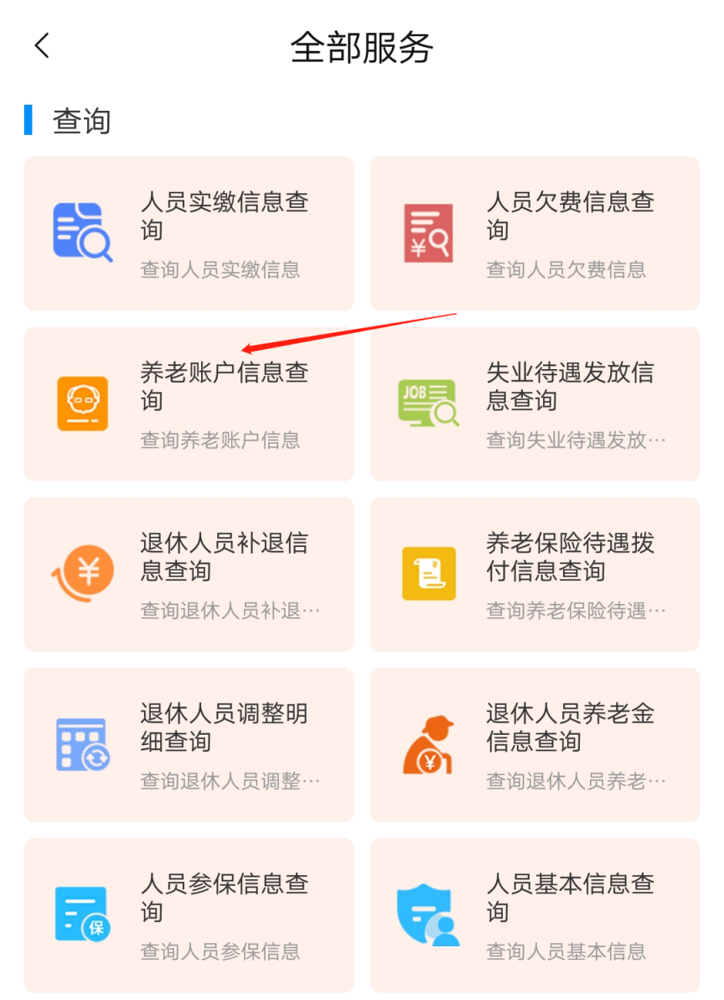 全部服务
查询
人员实缴信息查
询
查询人员实缴信息
人员欠费信息查
询
查询人员欠费信息
¥
养老账户信息查
询
查询养老账户信息
JOB
失业待遇发放信
息查询
查询失业待遇发放…
¥
退休人员补退信
息查询
查询退休人员补退…
¥
养老保险待遇拨
付信息查询
查询养老保险待遇…
退休人员调整明
细查询
查询退休人员调整…
¥
退休人员养老金
信息查询
查询退休人员养老…
保
人员参保信息查
询
查询人员参保信息
人员基本信息查
询
查询人员基本信息